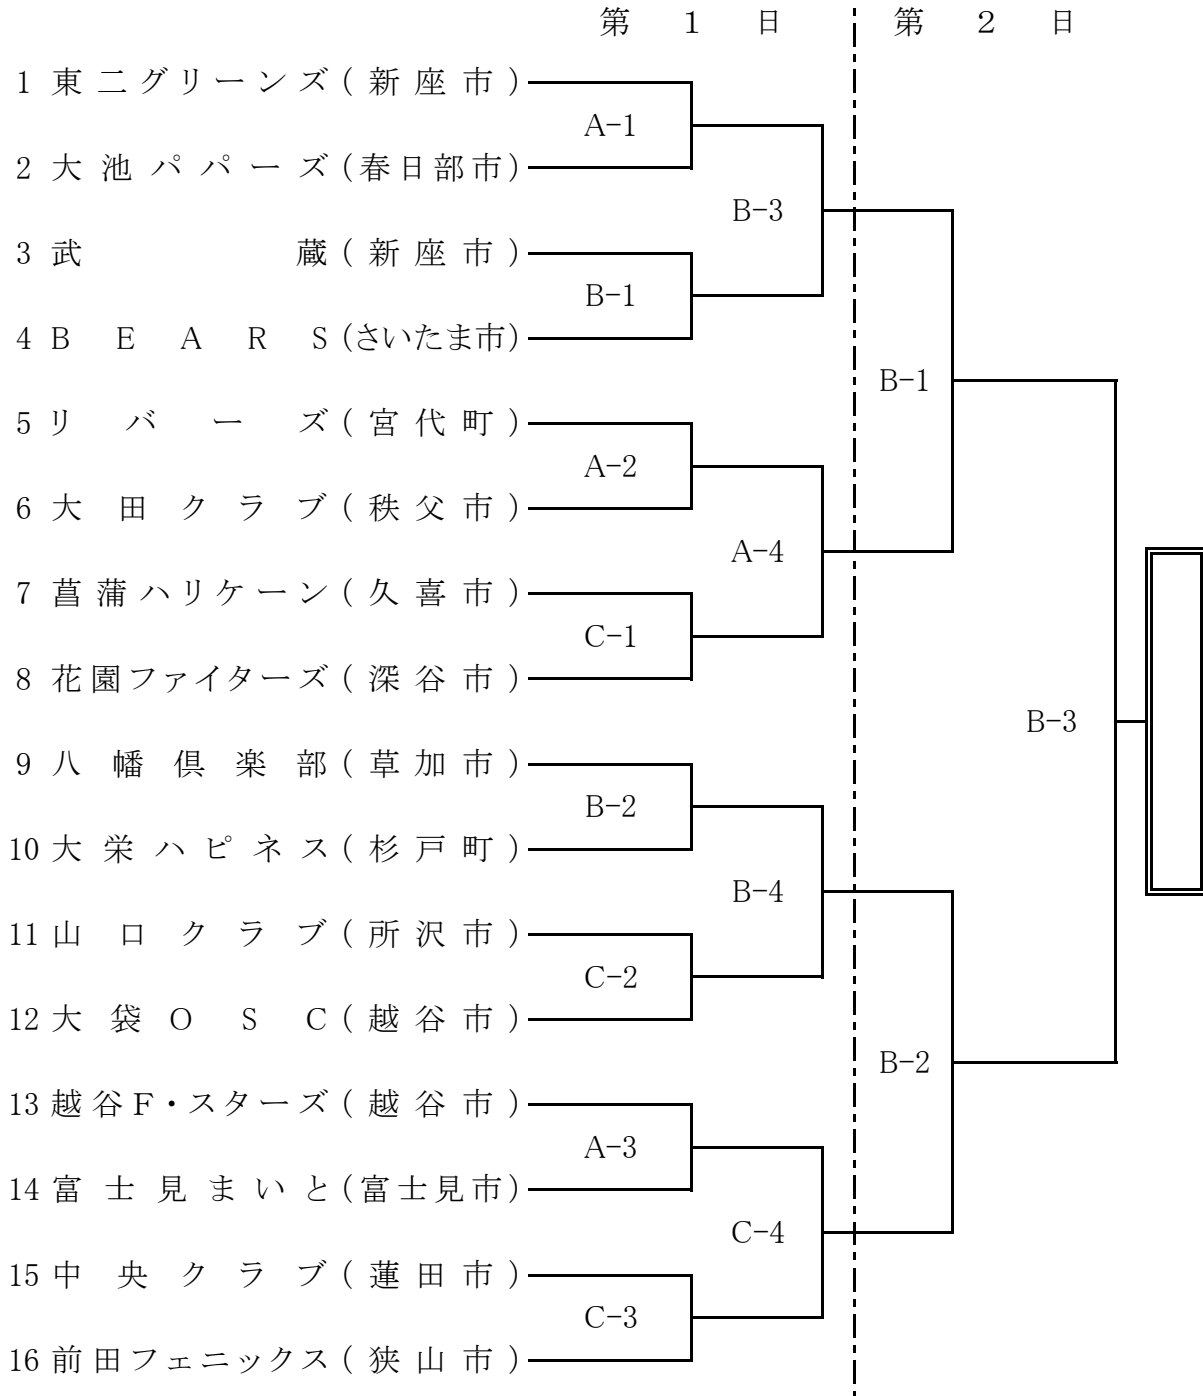 第 1 日 第 2 日
1 東二グリーンズ(新座市)
A-1
2 大池パパーズ(春日部市)
B-3
3 武蔵(新座市)
B-1
4 BEARS(さいたま市)
B-1
5 リバーズ(宮代町)
A-2
6 大田クラブ(秩父市)
A-4
7 菖蒲ハリケーン(久喜市)
C-1
8 花園ファイターズ(深谷市)
B-3
9 八幡倶楽部(草加市)
B-2
10 大栄ハピネス(杉戸町)
B-4
11 山口クラブ(所沢市)
C-2
12 大袋OSC(越谷市)
B-2
13 越谷F・スターズ(越谷市)
A-3
14 富士見まいと(富士見市)
C-4
15 中央クラブ(蓮田市)
C-3
16 前田フェニックス(狭山市)